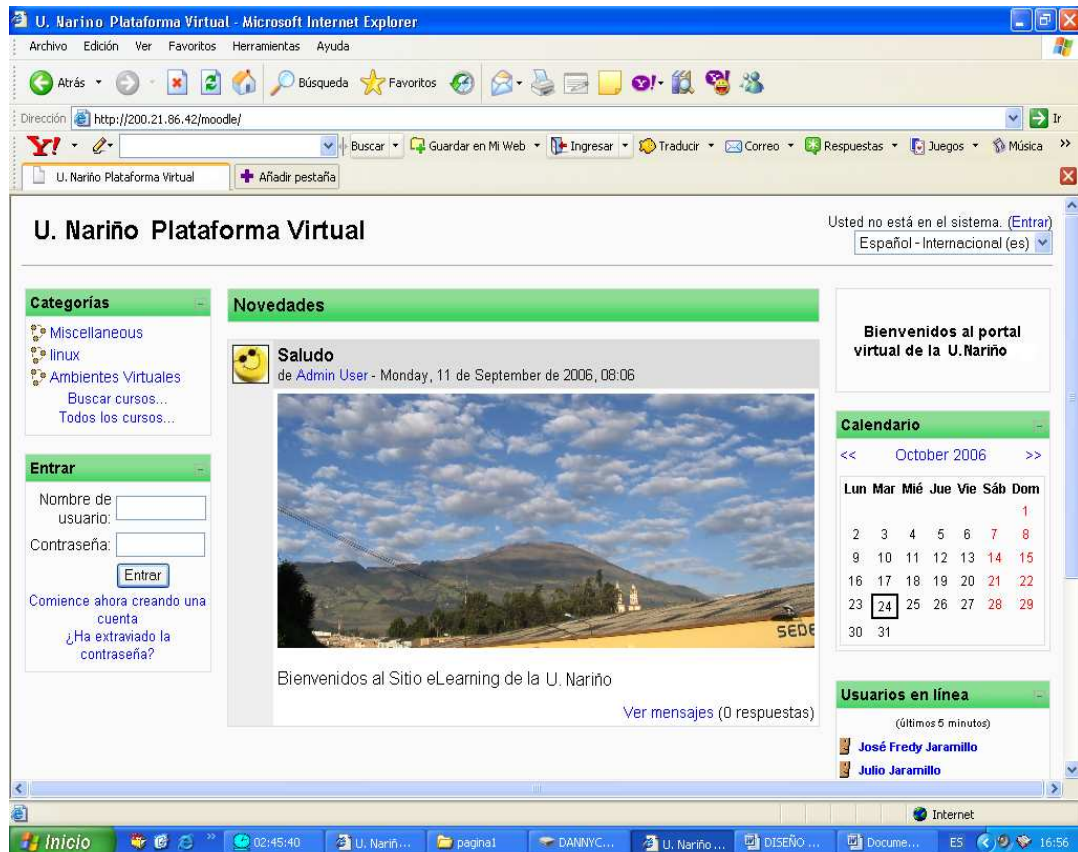 U. Narino Plataforma Virtual - Microsoft Internet Explorer
Archivo Edición Ver Favoritos Herramientas Ayuda
Atrás Búsqueda Favoritos
Dirección http://200.21.86.42/moodle/ Ir
Y! Buscar Guardar en Mi Web Ingresar Traducir Correo Respuestas Juegos Música >>
U. Nariño Plataforma Virtual Añadir pestaña
U. Nariño Plataforma Virtual
Usted no está en el sistema. (Entrar)
Español - Internacional (es)
Categorías
Miscellaneous
linux
Ambientes Virtuales
Buscar cursos...
Todos los cursos...
Entrar
Nombre de
usuario:
Contraseña:
Entrar
Comience ahora creando una
cuenta
¿Ha extraviado la
contraseña?
Novedades
Saludo
de Admin User - Monday, 11 de September de 2006, 08:06
SEDE
Bienvenidos al Sitio eLearning de la U. Nariño
Ver mensajes (0 respuestas)
Bienvenidos al portal
virtual de la U.Nariño
Calendario
<< October 2006 >>
Lun Mar Mié Jue Vie Sáb Dom
1
2 3 4 5 6 7 8
9 10 11 12 13 14 15
16 17 18 19 20 21 22
23 24 25 26 27 28 29
30 31
Usuarios en línea
(últimos 5 minutos)
José Fredy Jaramillo
Julio Jaramillo
Internet
Inicio >> 02:45:40 U. Nariñ... pagina1 DANNYC... U. Nariño ... DISEÑO ... Docume... ES 16:56